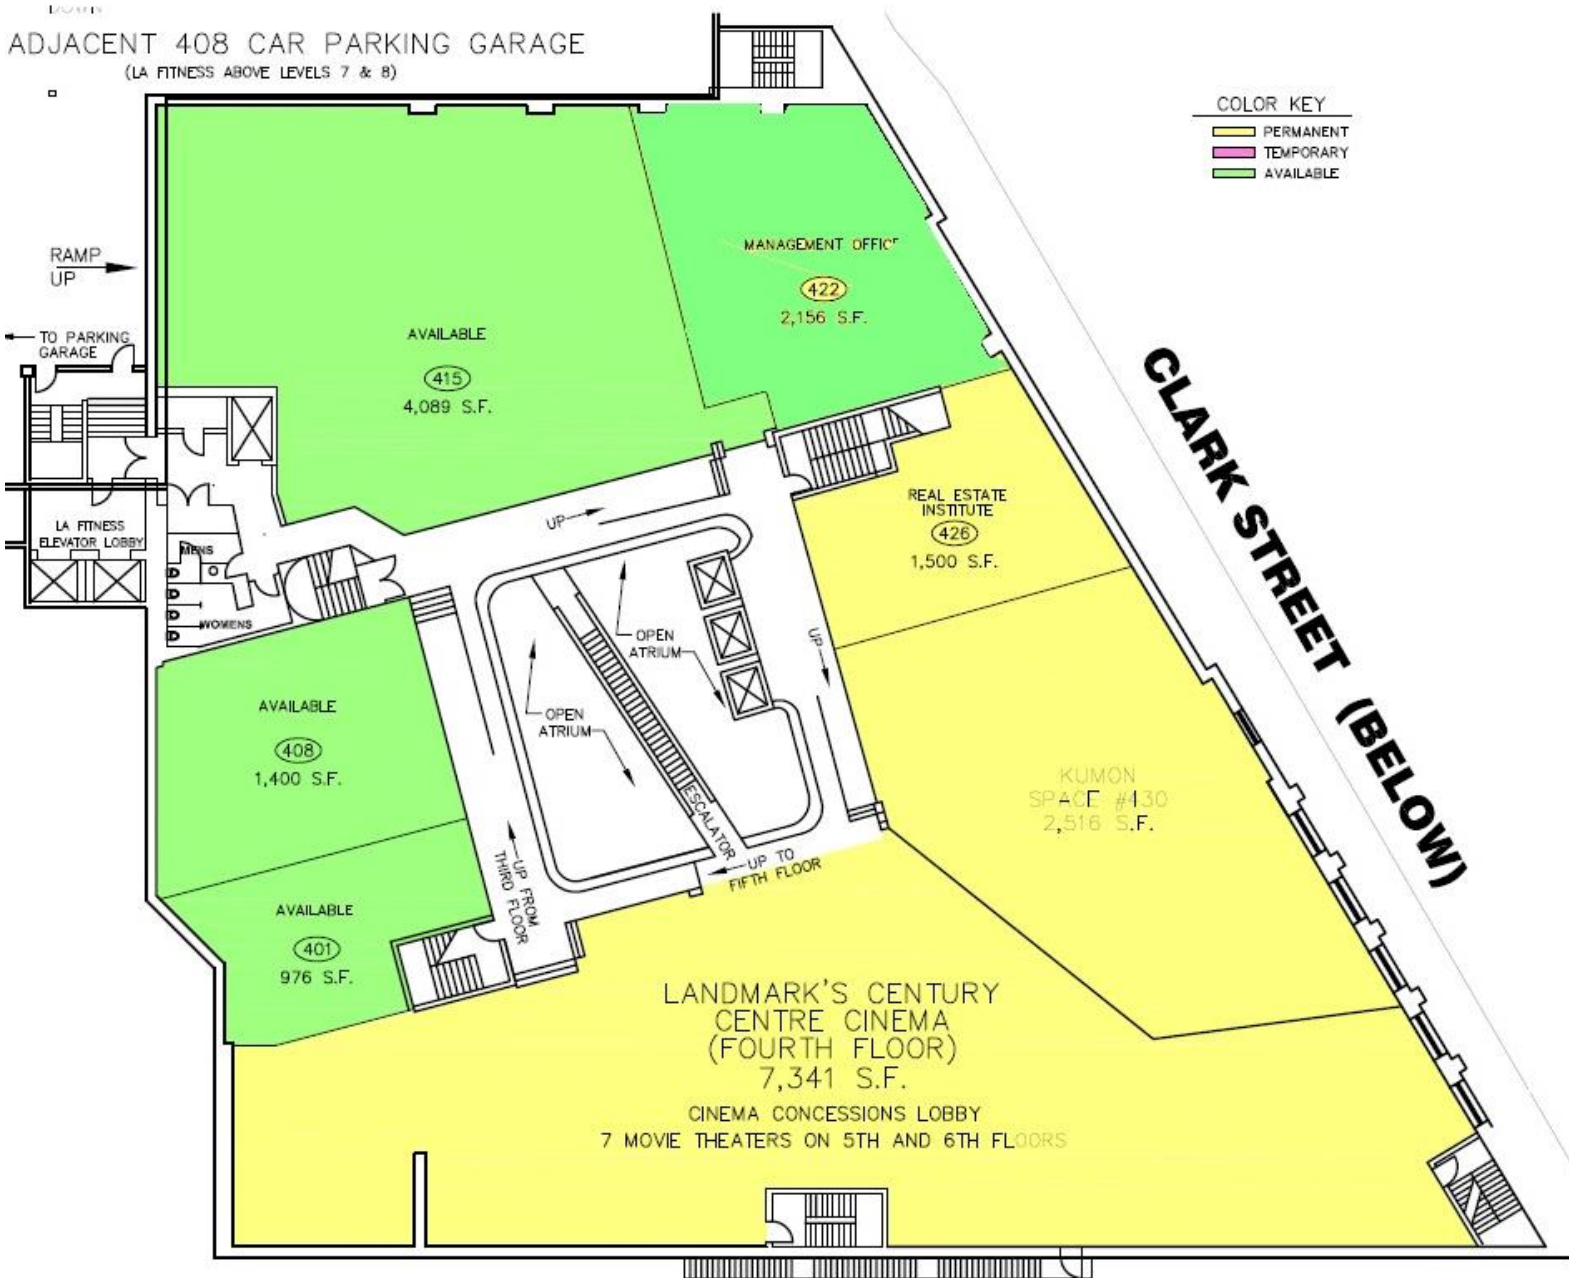 ADJACENT 408 CAR PARKING GARAGE
(LA FITNESS ABOVE LEVELS 7 & 8)
COLOR KEY
PERMANENT
TEMPORARY
AVAILABLE
RAMP
UP
TO PARKING
GARAGE
MANAGEMENT OFFIC
422
2,156 S.F.
AVAILABLE
415
4,089 S.F.
CLARK STREET (BELOW)
REAL ESTATE
INSTITUTE
426
1,500 S.F.
LA FITNESS
ELEVATOR LOBBY
MENS
WOMENS
UP
OPEN
ATRIUM
UP
OPEN
ATRIUM
AVAILABLE
408
1,400 S.F.
KUMON
SPACE #430
2,516 S.F.
ESCALATOR
UP TO
FIFTH FLOOR
UP FROM
THIRD FLOOR
AVAILABLE
401
976 S.F.
LANDMARK'S CENTURY
CENTRE CINEMA
(FOURTH FLOOR)
7,341 S.F.
CINEMA CONCESSIONS LOBBY
7 MOVIE THEATERS ON 5TH AND 6TH FLOORS